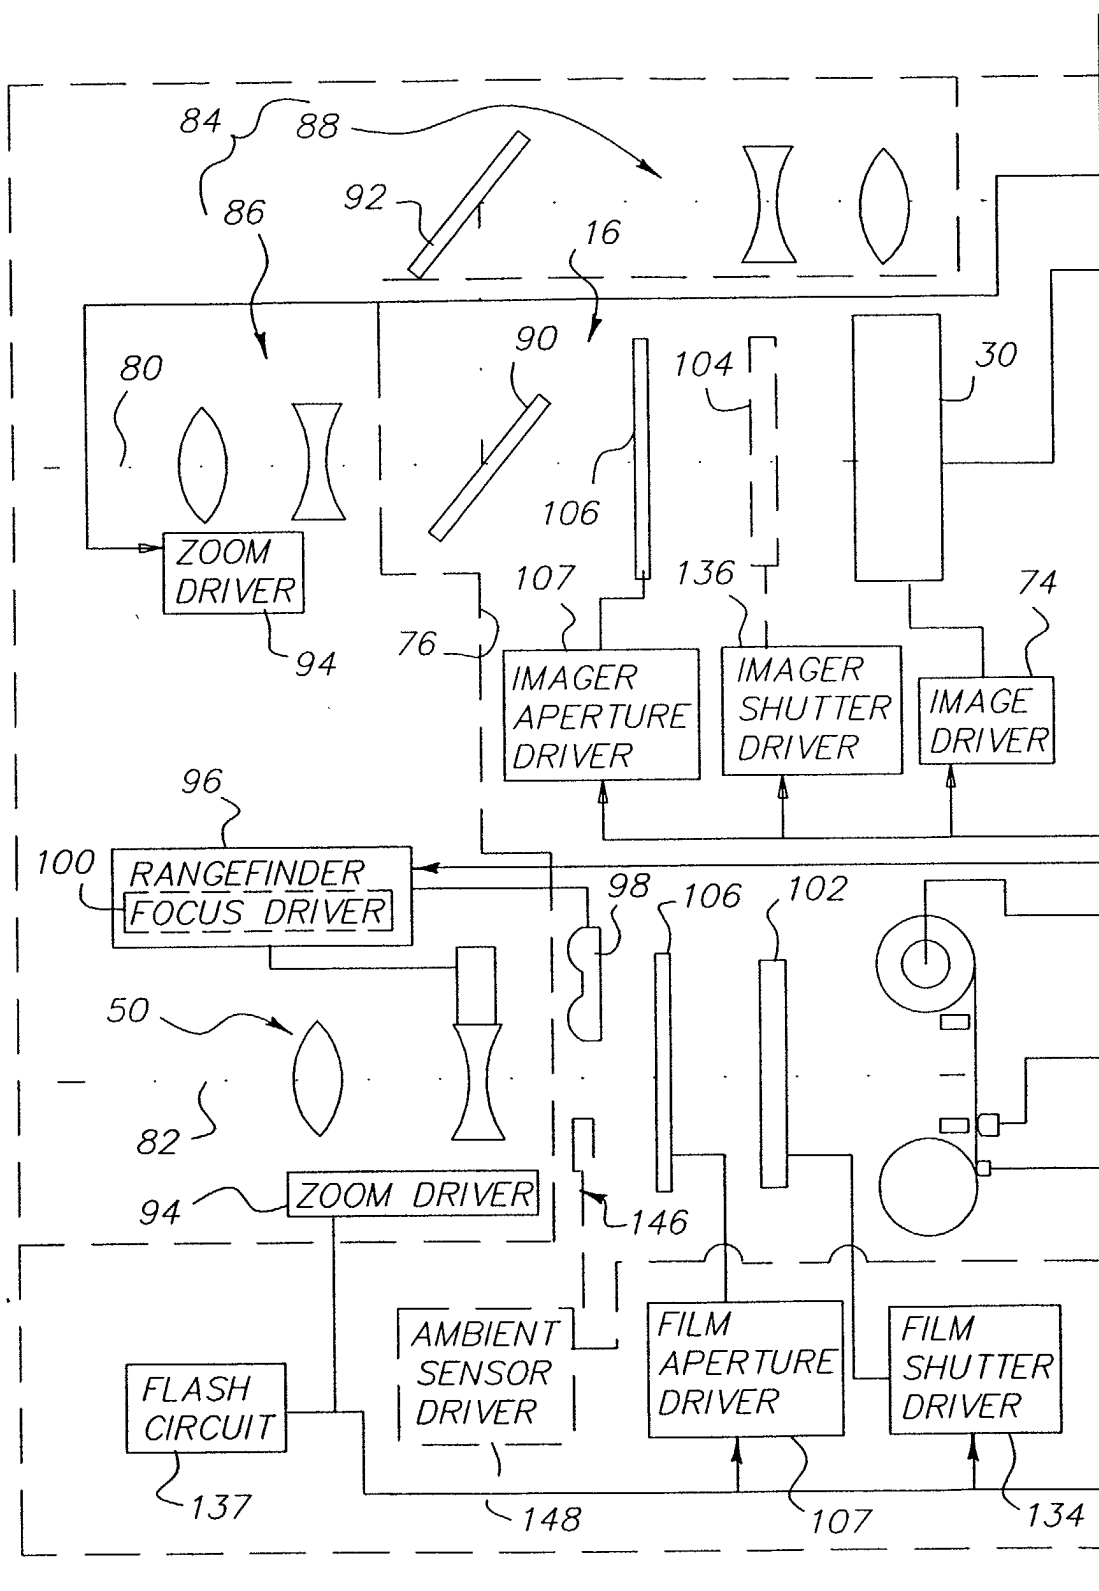 84
88
92
86
16
90
80
104
30
106
ZOOM
DRIVER
94
76
107
136
74
IMAGER
APERTURE
DRIVER
IMAGER
SHUTTER
DRIVER
IMAGE
DRIVER
96
100
RANGEFINDER
FOCUS DRIVER
98
106
102
50
82
94
ZOOM DRIVER
146
FLASH
CIRCUIT
137
AMBIENT
SENSOR
DRIVER
148
FILM
APERTURE
DRIVER
107
FILM
SHUTTER
DRIVER
134